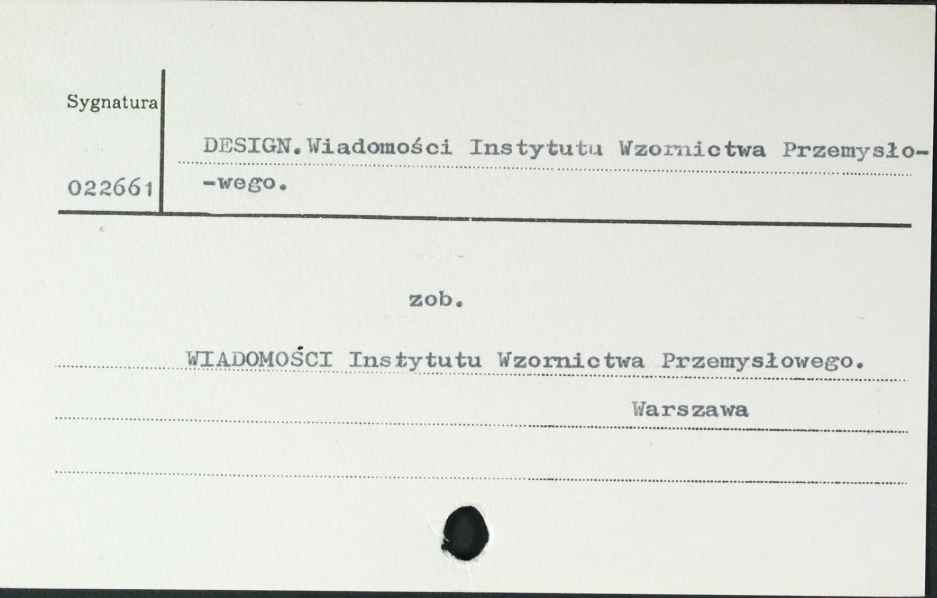 Sygnatura
DESIGN.Wiadomości Instytutu Wzornictwa Przemysło-
022661 -wego.
zob.
WIADOMOŚCI Instytutu Wzornictwa Przemysłowego.
Warszawa